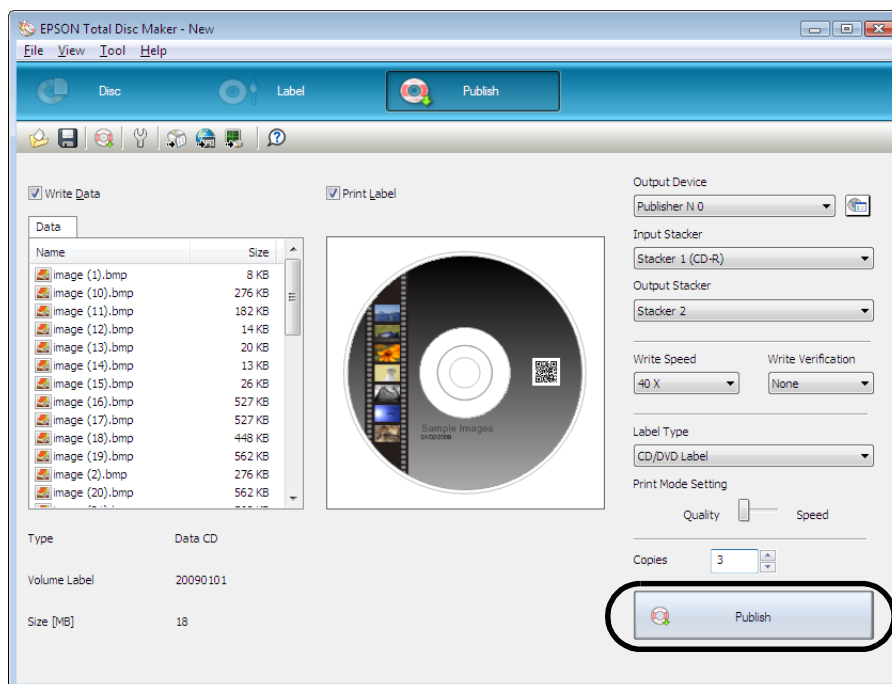 EPSON Total Disc Maker - New
File View Tool Help
Disc Label Publish
Write Data
Print Label
Data
Name Size
image (1).bmp 8 KB
image (10).bmp 276 KB
image (11).bmp 182 KB
image (12).bmp 14 KB
image (13).bmp 20 KB
image (14).bmp 13 KB
image (15).bmp 26 KB
image (16).bmp 527 KB
image (17).bmp 527 KB
image (18).bmp 448 KB
image (19).bmp 562 KB
image (2).bmp 276 KB
image (20).bmp 562 KB
Sample Images
01/02/2009
Type Data CD
Volume Label 20090101
Size [MB] 18
Output Device
Publisher N 0
Input Stacker
Stacker 1 (CD-R)
Output Stacker
Stacker 2
Write Speed Write Verification
40 X None
Label Type
CD/DVD Label
Print Mode Setting
Quality Speed
Copies 3
Publish